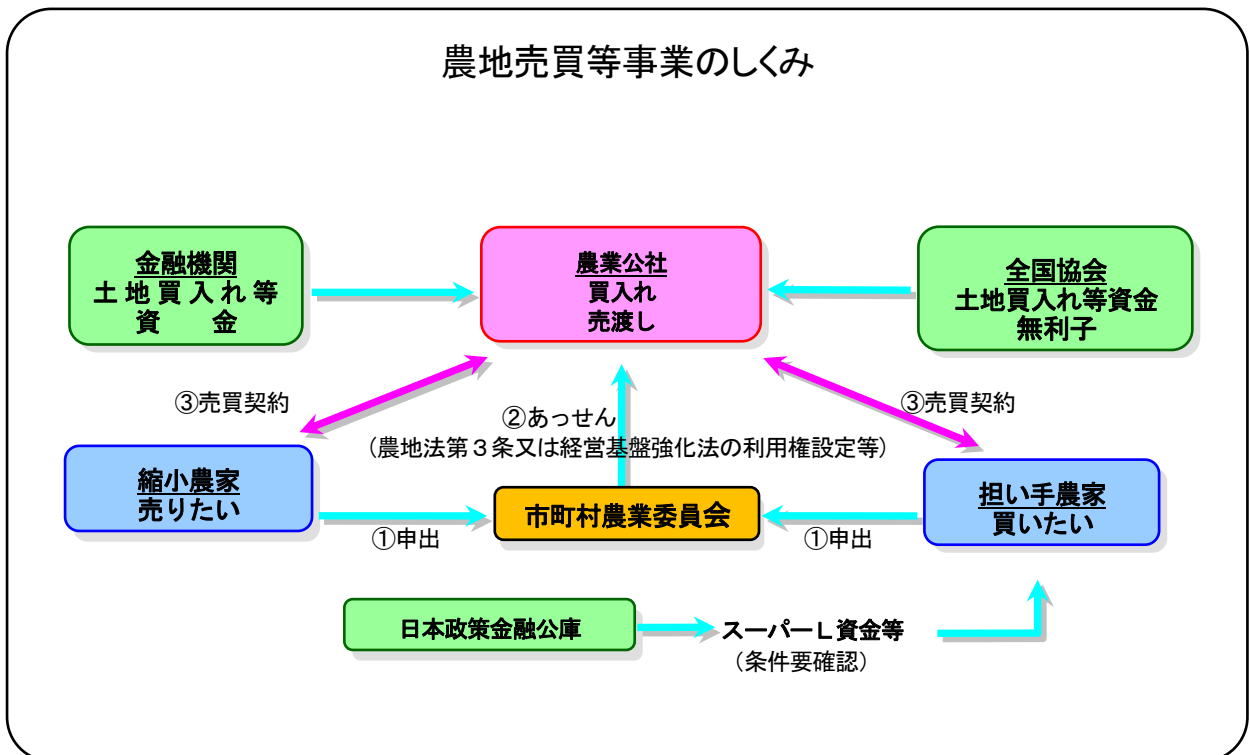 農地売買等事業のしくみ
金融機関
土地買入れ等
資　　金
農業公社
買入れ
売渡し
全国協会
土地買入れ等資金
無利子
③売買契約
②あっせん
（農地法第３条又は経営基盤強化法の利用権設定等）
③売買契約
縮小農家
売りたい
①申出
市町村農業委員会
①申出
担い手農家
買いたい
日本政策金融公庫
スーパーＬ資金等
（条件要確認）